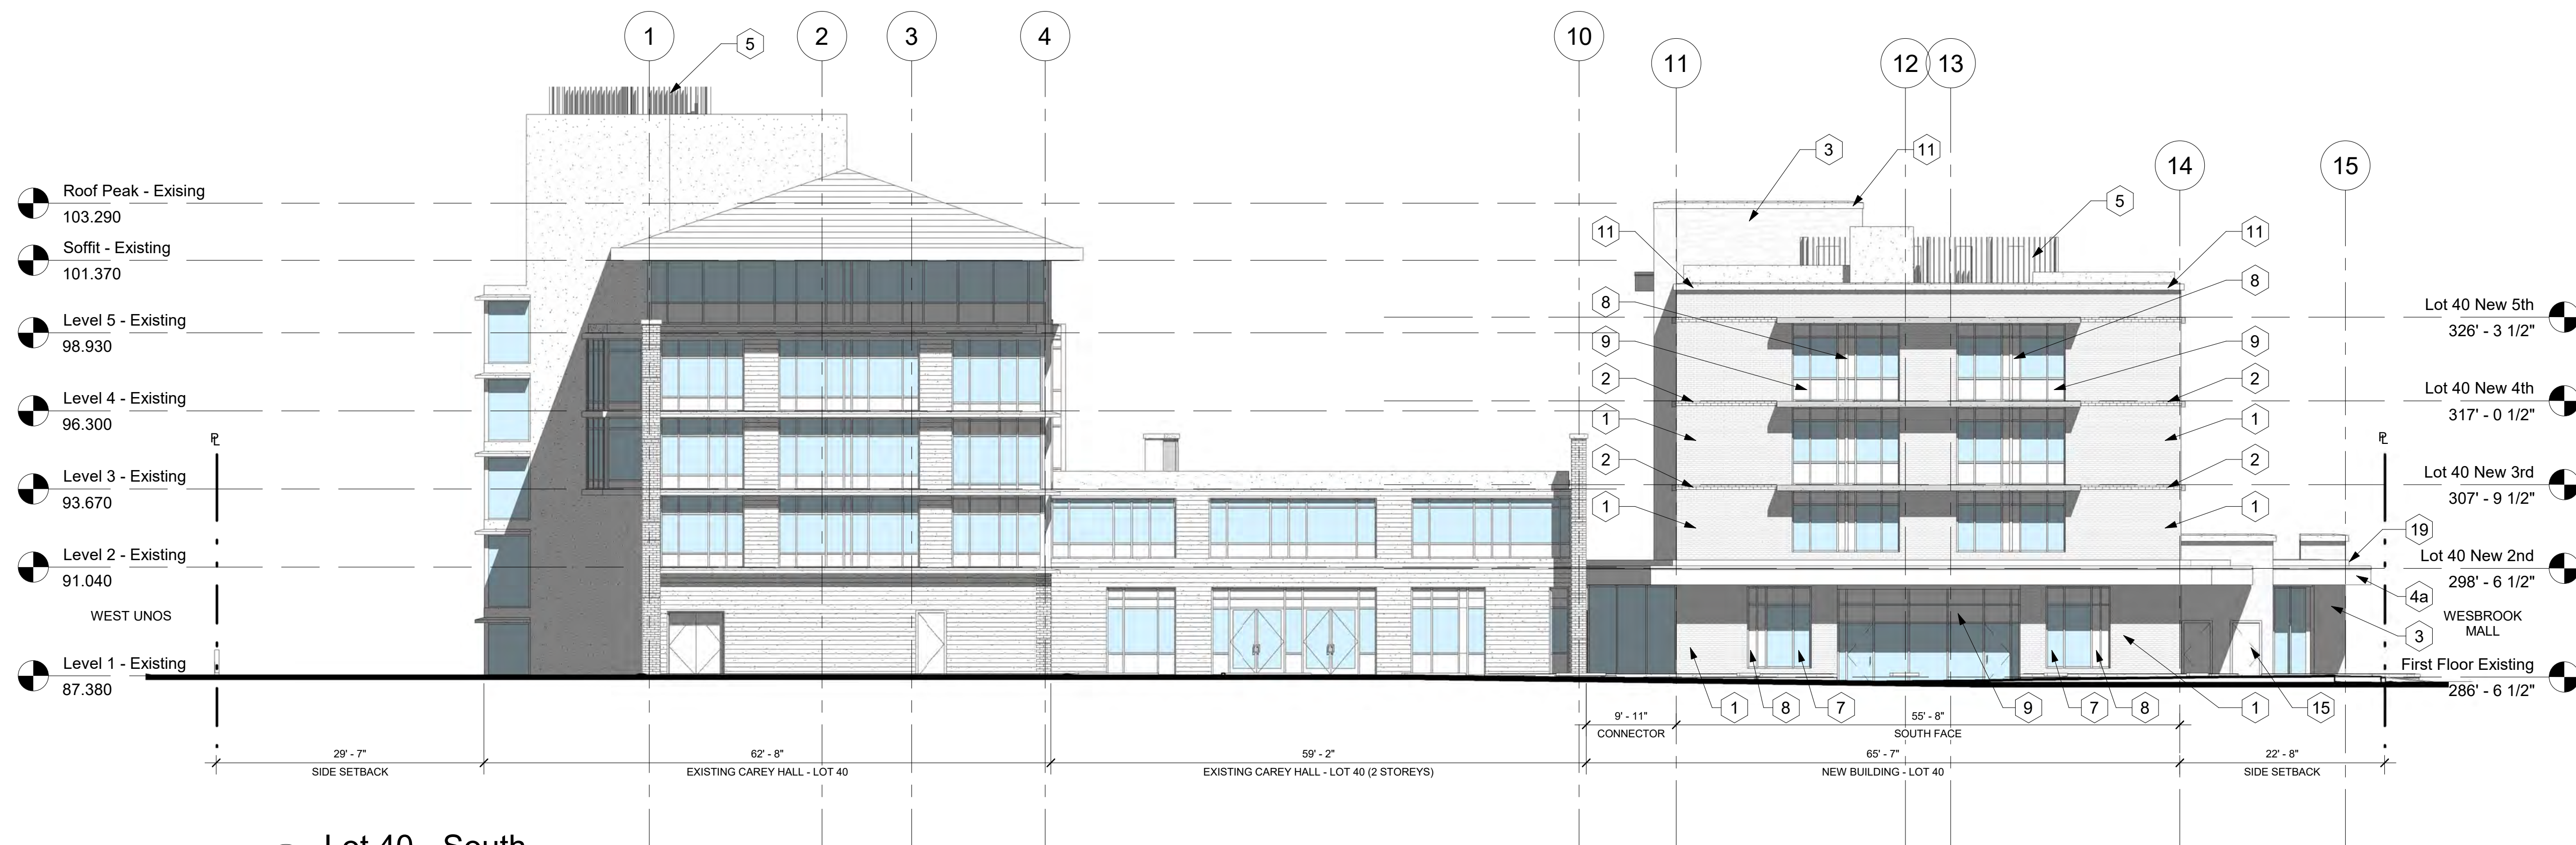 1
2
3
4
10
11
12
13
14
15
5
3
11
5
Roof Peak - Exising
103.290
Soffit - Existing
101.370
Level 5 - Existing
98.930
Level 4 - Existing
96.300
Level 3 - Existing
93.670
Level 2 - Existing
91.040
WEST UNOS
Level 1 - Existing
87.380
PL
11
8
9
2
1
2
1
11
8
9
2
1
2
1
19
4a
3
PL
Lot 40 New 5th
326' - 3 1/2"
Lot 40 New 4th
317' - 0 1/2"
Lot 40 New 3rd
307' - 9 1/2"
Lot 40 New 2nd
298' - 6 1/2"
WESBROOK
MALL
First Floor Existing
286' - 6 1/2"
1
8
7
9
7
8
1
15
9' - 11"
CONNECTOR
55' - 8"
SOUTH FACE
29' - 7"
SIDE SETBACK
62' - 8"
EXISTING CAREY HALL - LOT 40
59' - 2"
EXISTING CAREY HALL - LOT 40 (2 STOREYS)
65' - 7"
NEW BUILDING - LOT 40
22' - 8"
SIDE SETBACK
Lot 40 - South